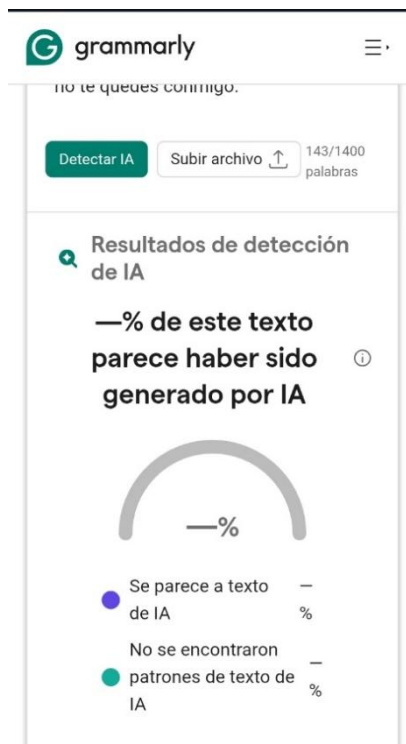 grammarly
no te quedes conmigo.
Detectar IA
Subir archivo
143/1400
palabras
Resultados de detección
de IA
—% de este texto
parece haber sido
generado por IA
—%
Se parece a texto
de IA
—
%
No se encontraron
patrones de texto de
IA
—
%